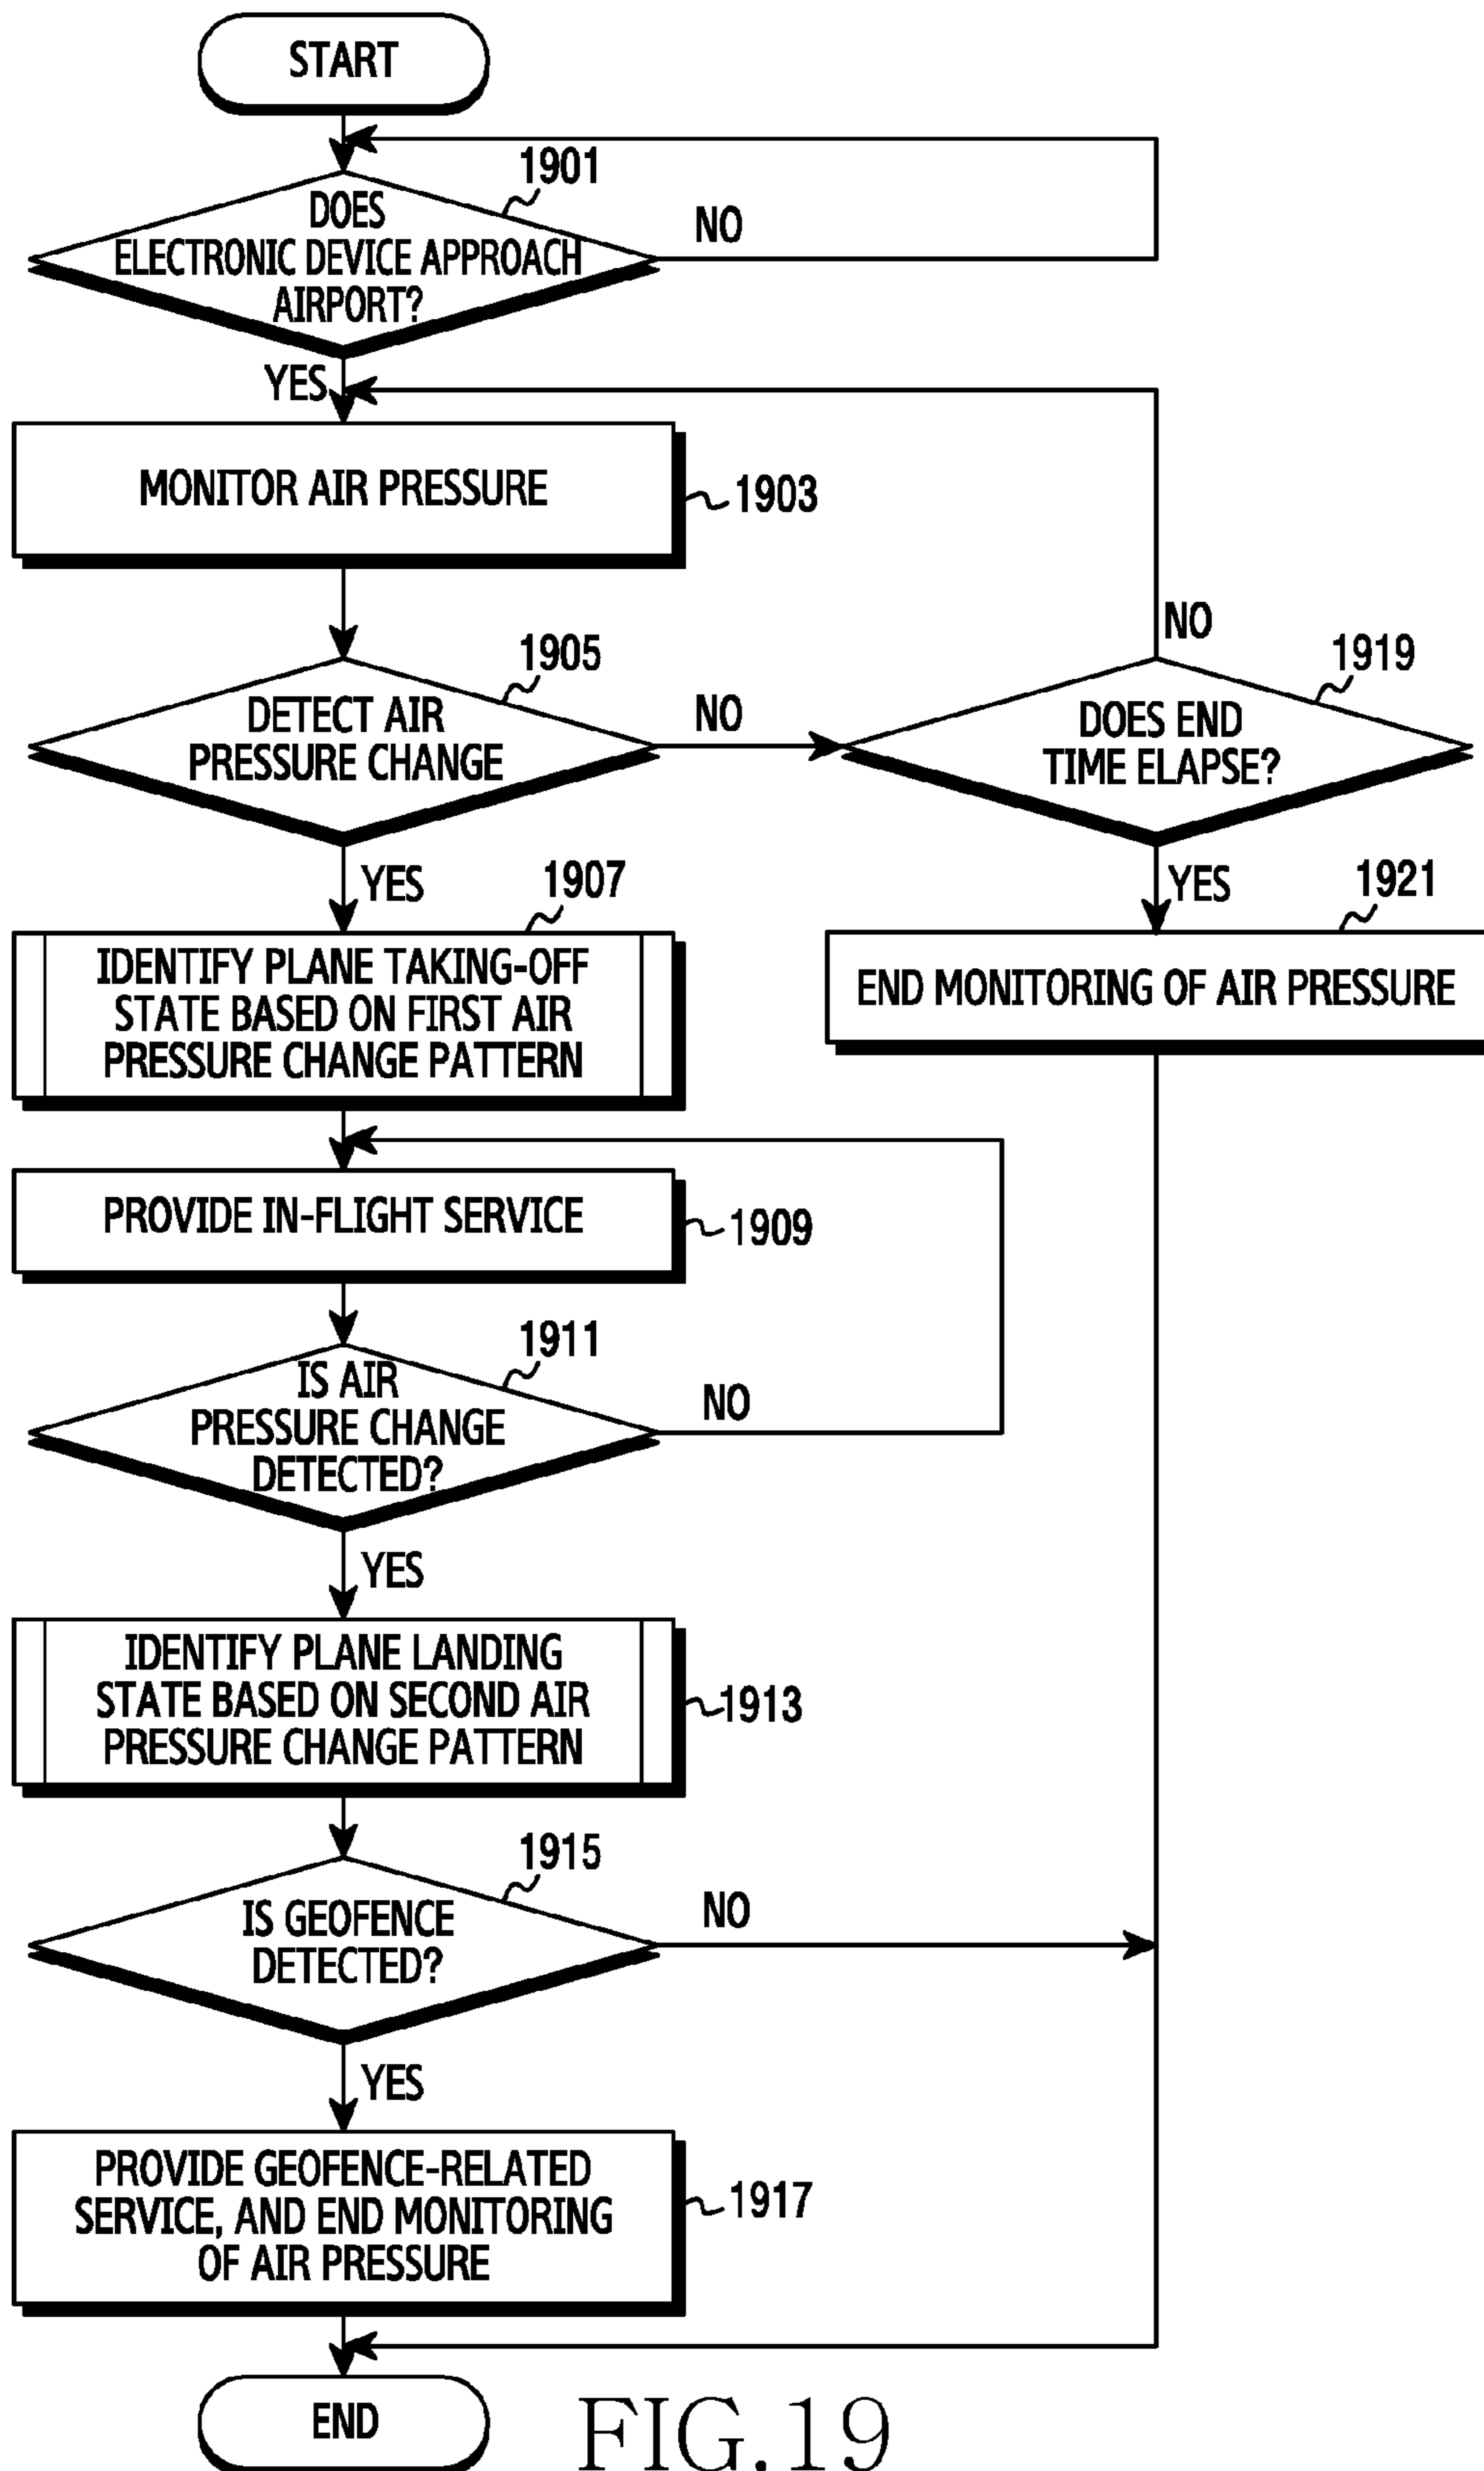 START
1901
DOES
ELECTRONIC DEVICE APPROACH
AIRPORT?
NO
YES
MONITOR AIR PRESSURE
1903
1905
DETECT AIR
PRESSURE CHANGE
NO
NO
1919
DOES END
TIME ELAPSE?
YES
1907
YES
1921
IDENTIFY PLANE TAKING-OFF
STATE BASED ON FIRST AIR
PRESSURE CHANGE PATTERN
END MONITORING OF AIR PRESSURE
PROVIDE IN-FLIGHT SERVICE
1909
1911
IS AIR
PRESSURE CHANGE
DETECTED?
NO
YES
IDENTIFY PLANE LANDING
STATE BASED ON SECOND AIR
PRESSURE CHANGE PATTERN
1913
1915
IS GEOFENCE
DETECTED?
NO
YES
PROVIDE GEOFENCE-RELATED
SERVICE, AND END MONITORING
OF AIR PRESSURE
1917
END
FIG.19